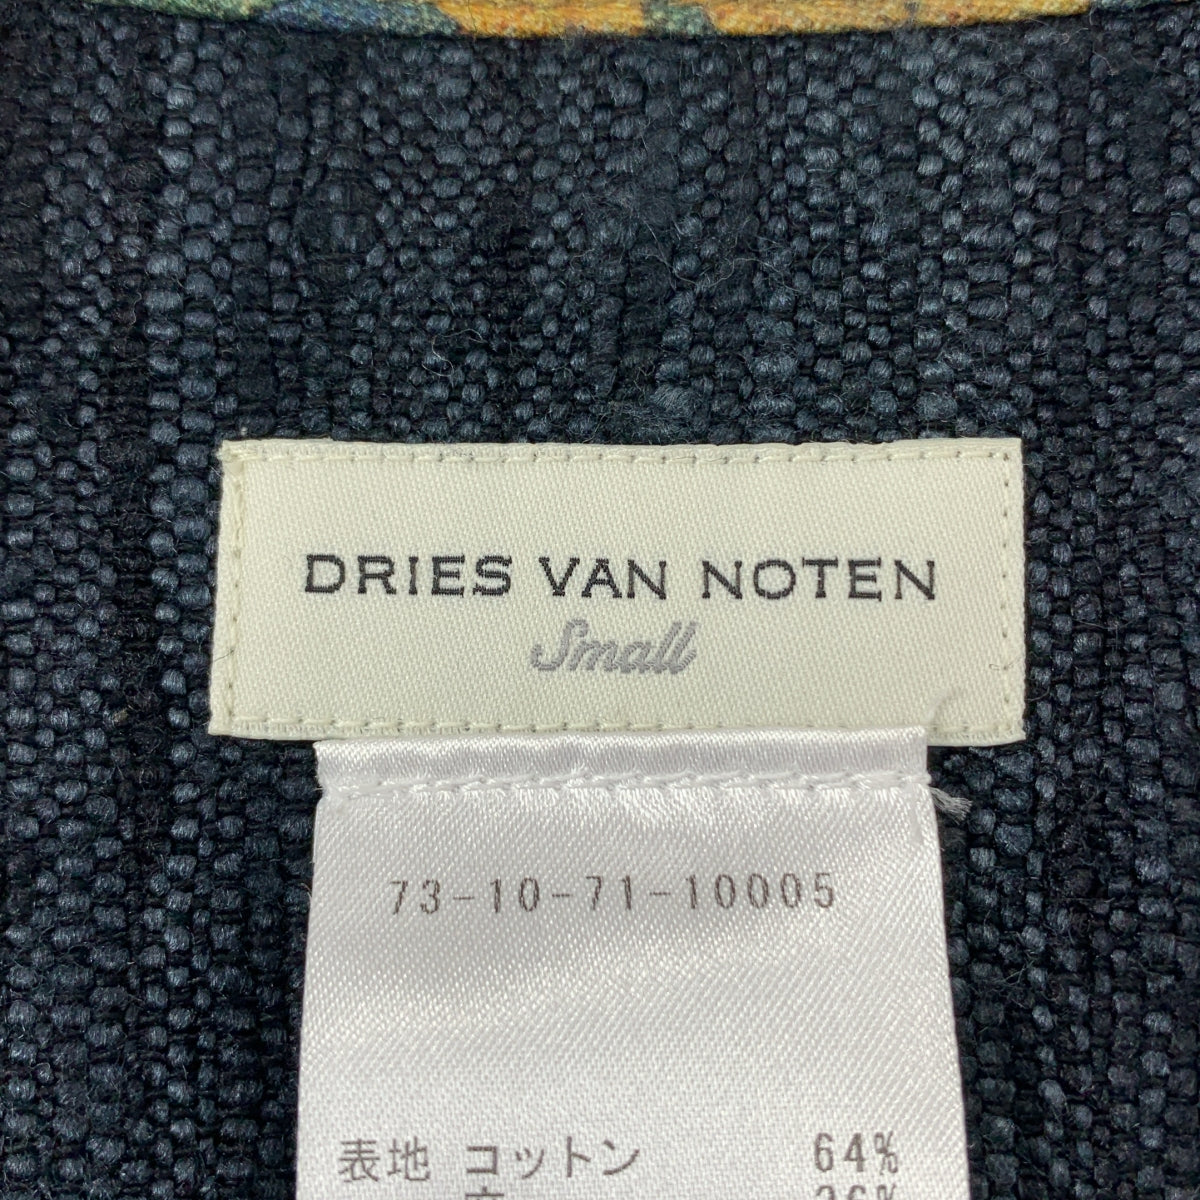 DRIES VAN NOTEN
Small
73-10-71-10005
表地 コットン 64%